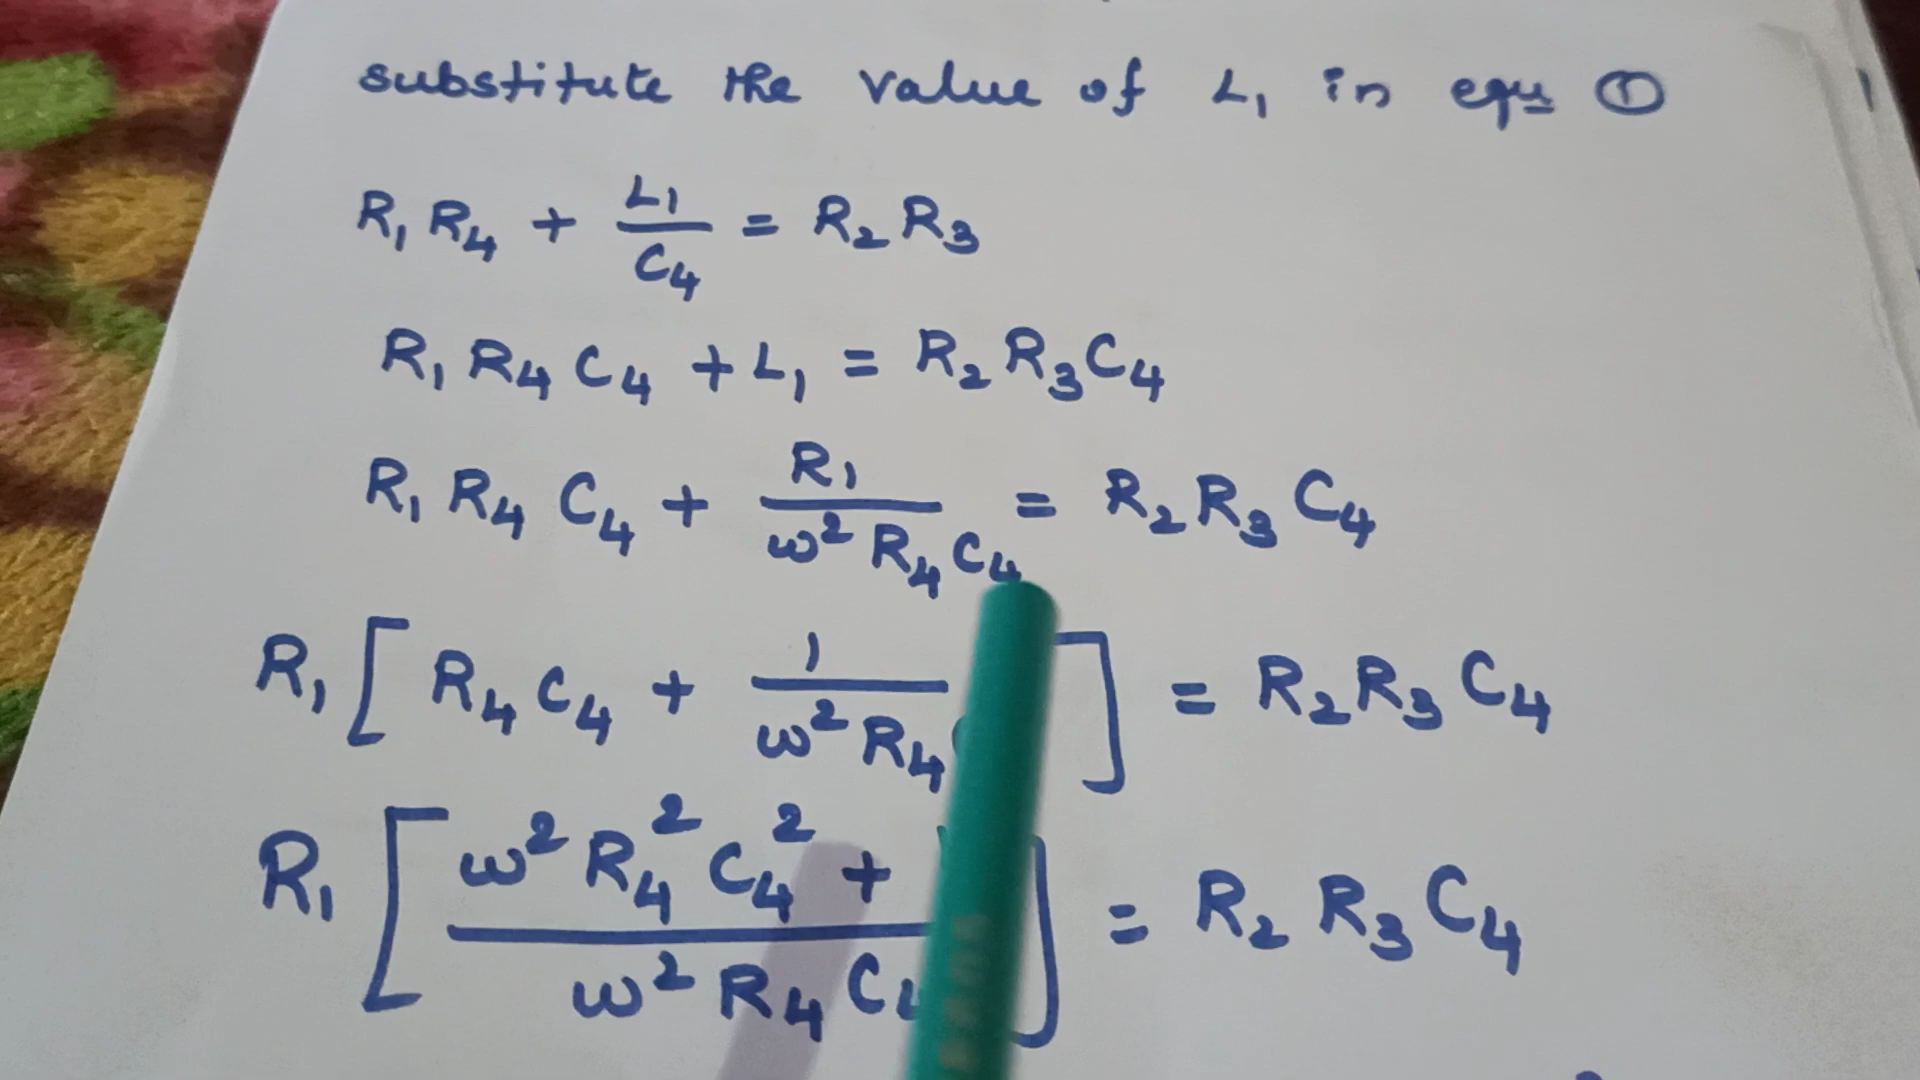 substitute the value of L₁ in equ ①
R₁ R₄ + L₁/C₄ = R₂ R₃
R₁ R₄ C₄ + L₁ = R₂ R₃ C₄
R₁ R₄ C₄ + R₁/(ω² R₄ C₄) = R₂ R₃ C₄
R₁ [ R₄ C₄ + 1/(ω² R₄ ] = R₂ R₃ C₄
R₁ [ (ω² R₄² C₄² + )/(ω² R₄ C ] = R₂ R₃ C₄